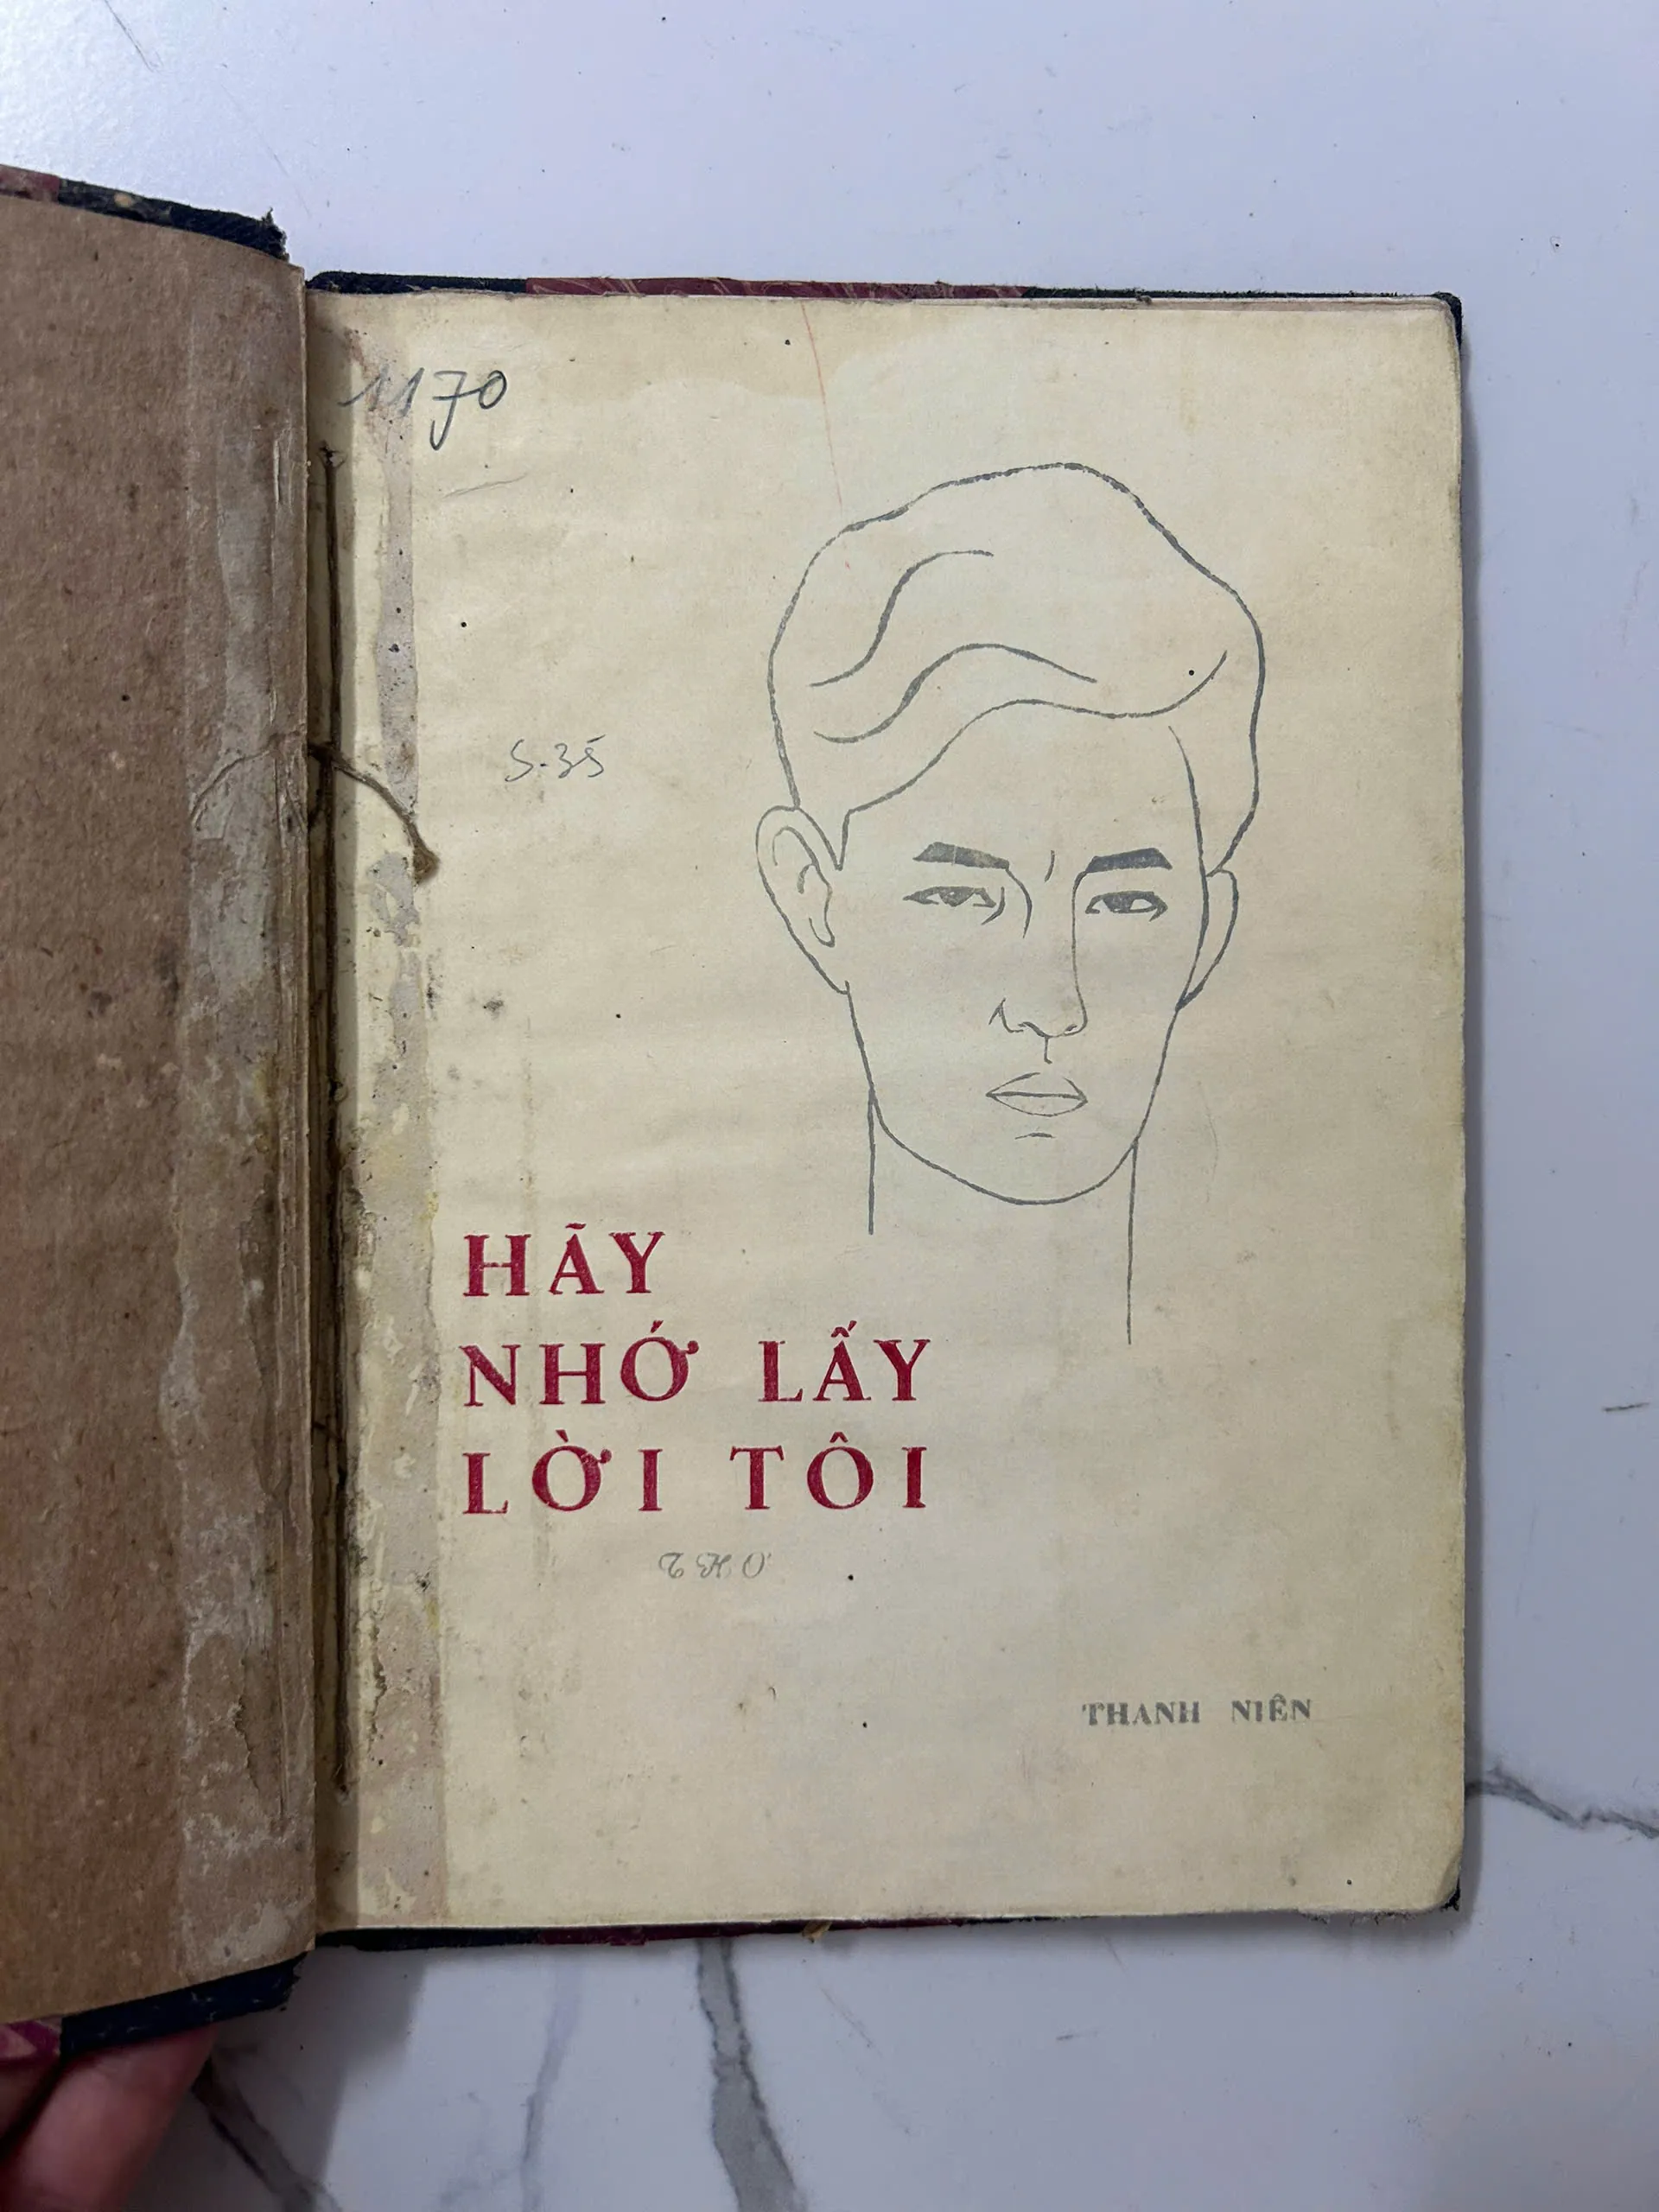 1170
S-35
HÃY
NHỚ LẤY
LỜI TÔI
THANH NIÊN